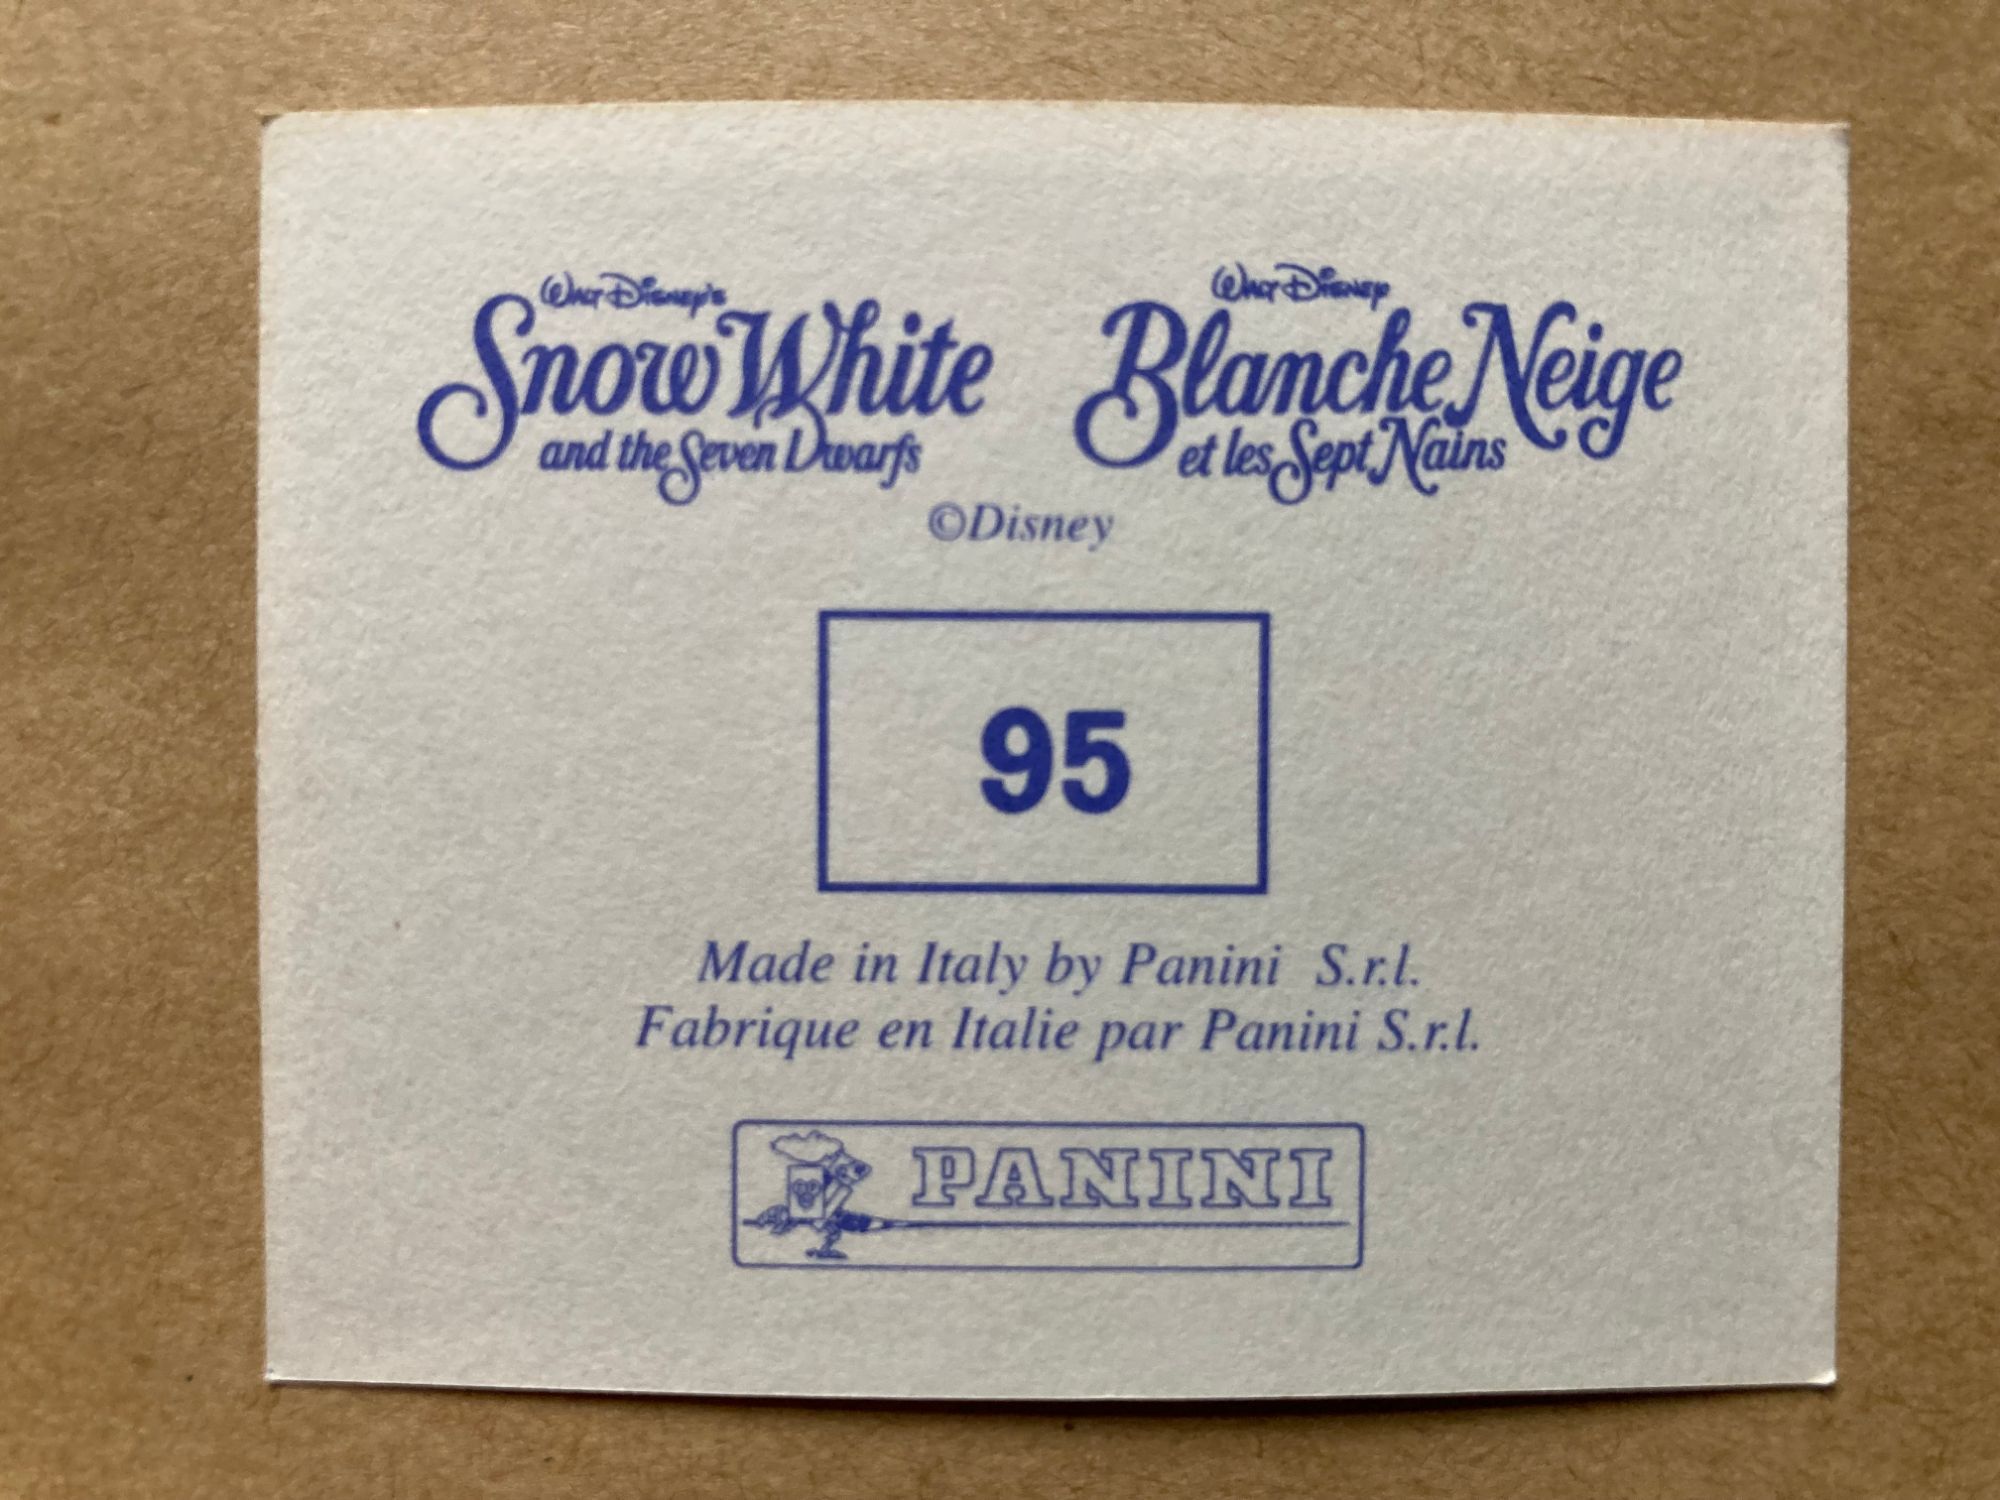 Walt Disney's
Snow White
and the Seven Dwarfs
Walt Disney
Blanche Neige
et les Sept Nains
©Disney
95
Made in Italy by Panini S.r.l.
Fabrique en Italie par Panini S.r.l.
PANINI